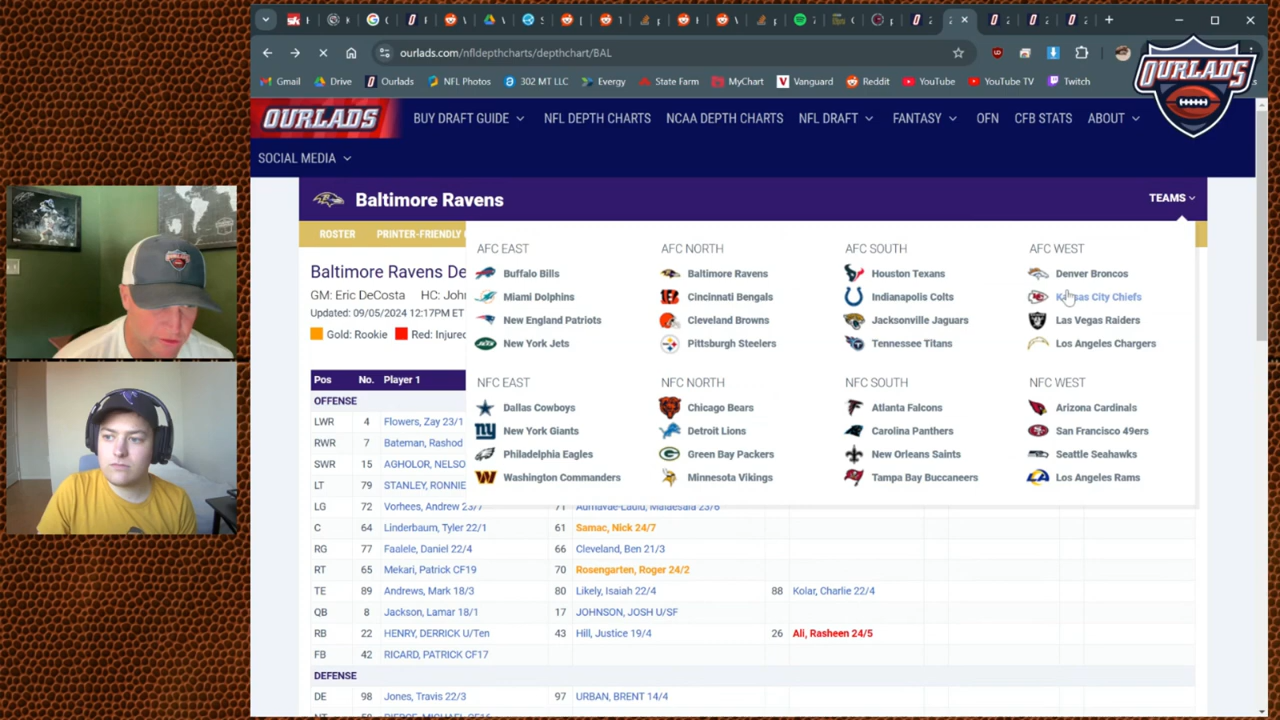 ourlads.com/nfldepthcharts/depthchart/BAL
Gmail Drive Ourlads NFL Photos 302 MT LLC Evergy State Farm MyChart Vanguard Reddit YouTube YouTube TV Twitch
OURLADS
OURLADS BUY DRAFT GUIDE NFL DEPTH CHARTS NCAA DEPTH CHARTS NFL DRAFT FANTASY OFN CFB STATS ABOUT
SOCIAL MEDIA
Baltimore Ravens TEAMS
ROSTER PRINTER-FRIENDLY
Baltimore Ravens De
GM: Eric DeCosta HC: Joh
Updated: 09/05/2024 12:17PM ET
Gold: Rookie Red: Injured
AFC EAST AFC NORTH AFC SOUTH AFC WEST
Buffalo Bills Baltimore Ravens Houston Texans Denver Broncos
Miami Dolphins Cincinnati Bengals Indianapolis Colts Kansas City Chiefs
New England Patriots Cleveland Browns Jacksonville Jaguars Las Vegas Raiders
New York Jets Pittsburgh Steelers Tennessee Titans Los Angeles Chargers
NFC EAST NFC NORTH NFC SOUTH NFC WEST
Dallas Cowboys Chicago Bears Atlanta Falcons Arizona Cardinals
New York Giants Detroit Lions Carolina Panthers San Francisco 49ers
Philadelphia Eagles Green Bay Packers New Orleans Saints Seattle Seahawks
Washington Commanders Minnesota Vikings Tampa Bay Buccaneers Los Angeles Rams
Pos No. Player 1
OFFENSE
LWR 4 Flowers, Zay 23/1
RWR 7 Bateman, Rashod
SWR 15 AGHOLOR, NELSO
LT 79 STANLEY, RONNIE
LG 72 Vorhees, Andrew 23/7 71
C 64 Linderbaum, Tyler 22/1 61 Samac, Nick 24/7
RG 77 Faalele, Daniel 22/4 66 Cleveland, Ben 21/3
RT 65 Mekari, Patrick CF19 70 Rosengarten, Roger 24/2
TE 89 Andrews, Mark 18/3 80 Likely, Isaiah 22/4 88 Kolar, Charlie 22/4
QB 8 Jackson, Lamar 18/1 17 JOHNSON, JOSH U/SF
RB 22 HENRY, DERRICK U/Ten 43 Hill, Justice 19/4 26 Ali, Rasheen 24/5
FB 42 RICARD, PATRICK CF17
DEFENSE
DE 98 Jones, Travis 22/3 97 URBAN, BRENT 14/4